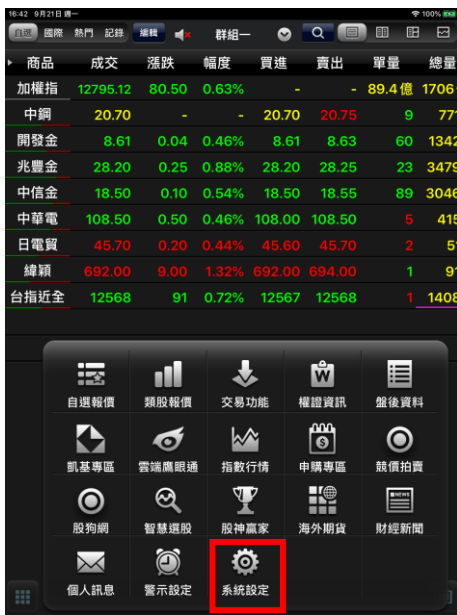 16:42 9月21日 週一 100%
自選 國際 熱門 記錄 編輯 群組一
商品 成交 漲跌 幅度 買進 賣出 單量 總量
加權指 12795.12 80.50 0.63% - - 89.4億 1706
中鋼 20.70 - - 20.70 20.75 9 77
開發金 8.61 0.04 0.46% 8.61 8.63 60 1342
兆豐金 28.20 0.25 0.88% 28.20 28.25 23 3479
中信金 18.50 0.10 0.54% 18.50 18.55 89 3046
中華電 108.50 0.50 0.46% 108.00 108.50 5 415
日電貿 45.70 0.20 0.44% 45.60 45.70 2 5
緯穎 692.00 9.00 1.32% 692.00 694.00 1 9
台指近全 12568 91 0.72% 12567 12568 1 1408
自選報價 類股報價 交易功能 權證資訊 盤後資料
凱基專區 雲端鷹眼通 指數行情 申購專區 競價拍賣
股狗網 智慧選股 股神贏家 海外期貨 財經新聞
個人訊息 警示設定 系統設定